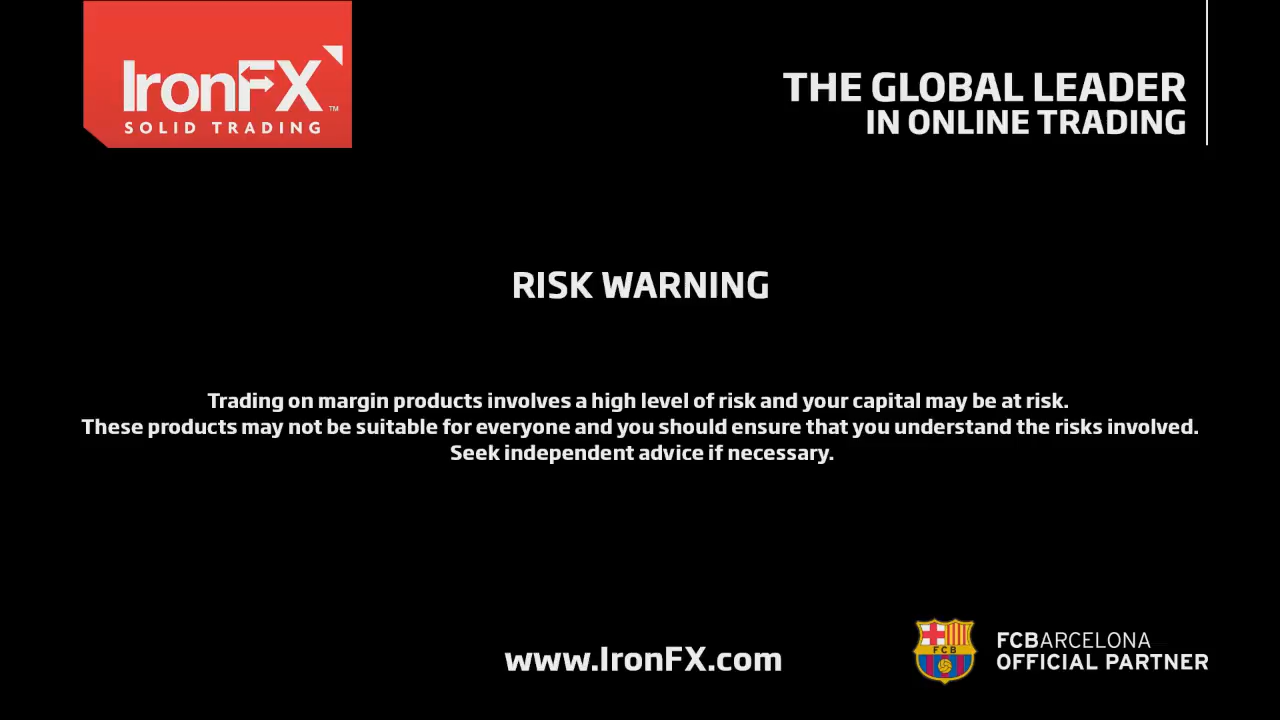 IronFX
TM
SOLID TRADING
THE GLOBAL LEADER
IN ONLINE TRADING
RISK WARNING
Trading on margin products involves a high level of risk and your capital may be at risk.
These products may not be suitable for everyone and you should ensure that you understand the risks involved.
Seek independent advice if necessary.
www.IronFX.com
FCB
FCBARCELONA
OFFICIAL PARTNER